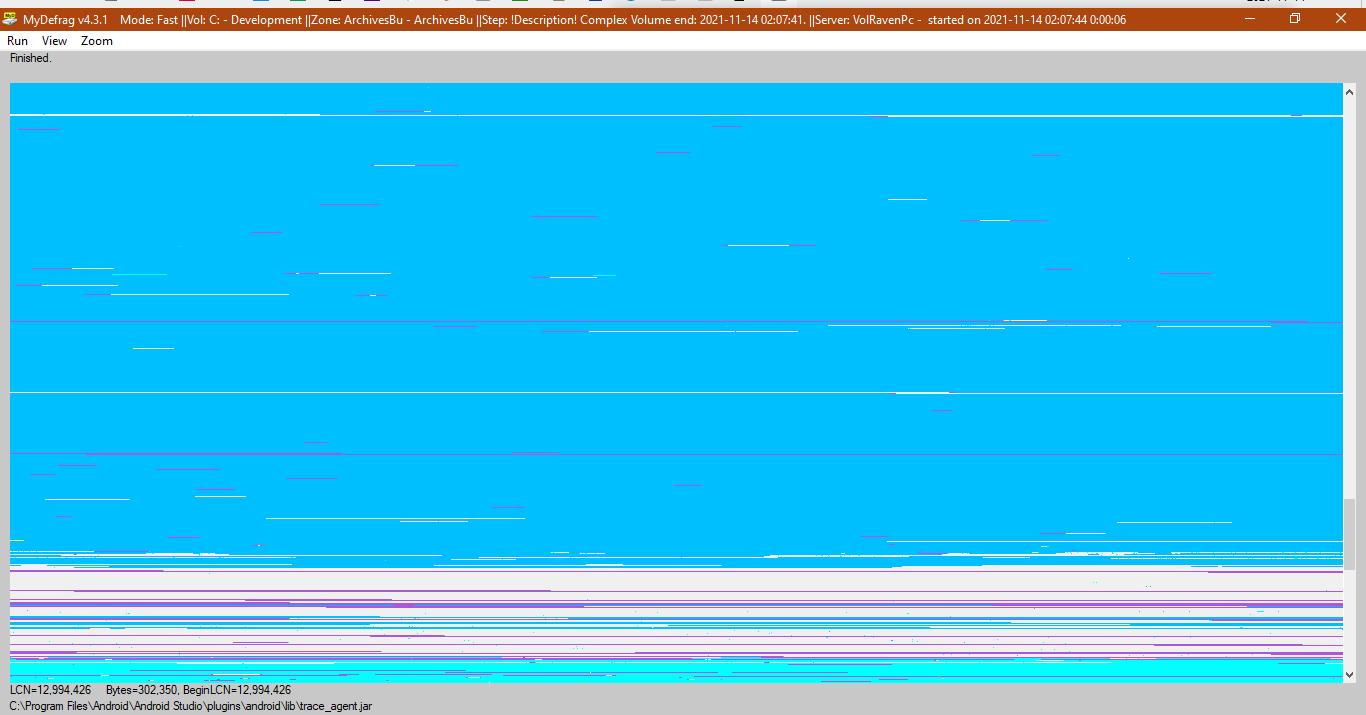 MyDefrag v4.3.1 Mode: Fast ||Vol: C: - Development ||Zone: ArchivesBu - ArchivesBu ||Step: !Description! Complex Volume end: 2021-11-14 02:07:41. ||Server: VolRavenPc - started on 2021-11-14 02:07:44 0:00:06
Run View Zoom
Finished.
LCN=12,994,426 Bytes=302,350, BeginLCN=12,994,426
C:\Program Files\Android\Android Studio\plugins\android\lib\trace_agent.jar